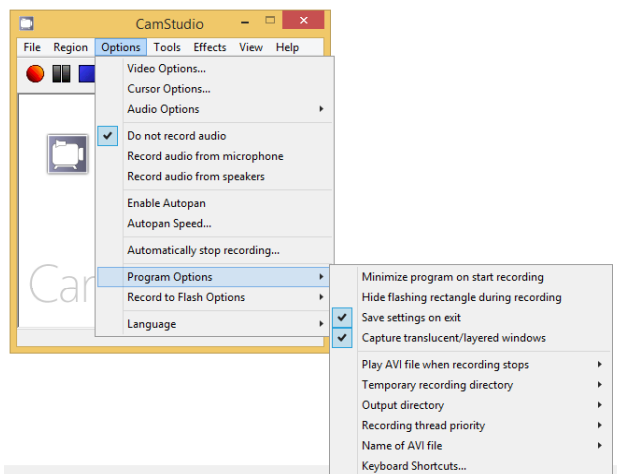 CamStudio
File Region Options Tools Effects View Help
Video Options...
Cursor Options...
Audio Options
Do not record audio
Record audio from microphone
Record audio from speakers
Enable Autopan
Autopan Speed...
Automatically stop recording...
Program Options
Record to Flash Options
Language
Cam
Minimize program on start recording
Hide flashing rectangle during recording
Save settings on exit
Capture translucent/layered windows
Play AVI file when recording stops
Temporary recording directory
Output directory
Recording thread priority
Name of AVI file
Keyboard Shortcuts...